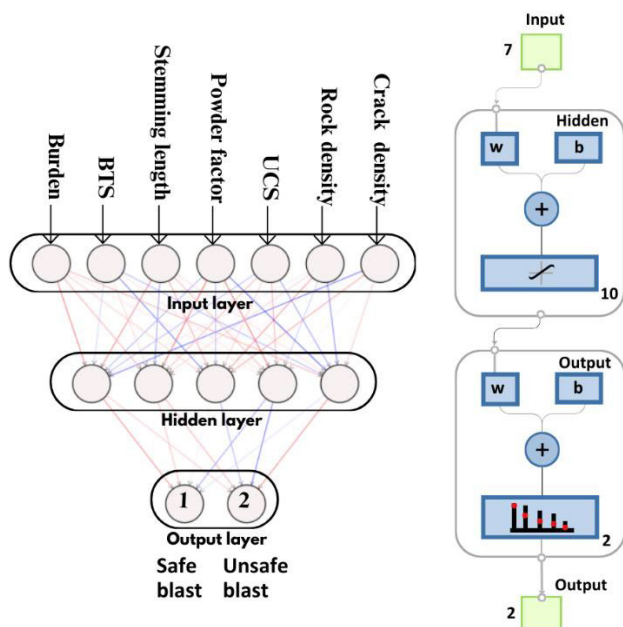 Burden
BTS
Stemming length
Powder factor
UCS
Rock density
Crack density
Input layer
Hidden layer
1
2
Output layer
Safe blast
Unsafe blast
Input
7
Hidden
w
b
+
10
Output
w
b
+
2
Output
2